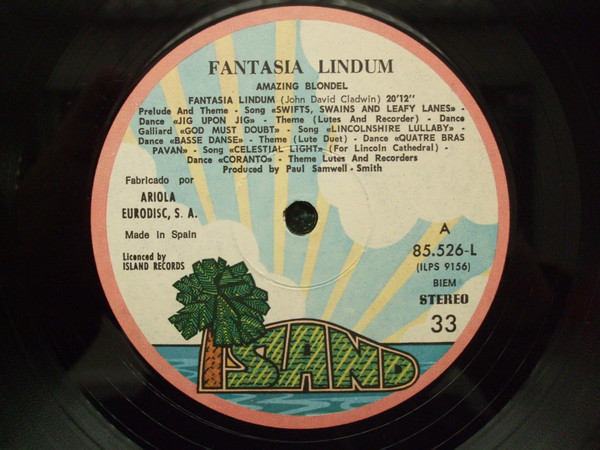 FANTASIA LINDUM
AMAZING BLONDEL
FANTASIA LINDUM (John David Cladwin) 20'12''
Prelude And Theme - Song «SWIFTS, SWAINS AND LEAFY LANES» -
Dance «JIG UPON JIG» - Theme (Lutes And Recorder) - Dance
Galliard «GOD MUST DOUBT» - Song «LINCOLNSHIRE LULLABY» -
Dance «BASSE DANSE» - Theme (Lute Duet) - Dance «QUATRE BRAS
PAVAN» - Song «CELESTIAL LIGHT» (For Lincoln Cathedral) -
Dance «CORANTO» - Theme Lutes And Recorders
Produced by Paul Samwell - Smith
Fabricado por
ARIOLA
EURODISC, S. A.
Made in Spain
Licenced by
ISLAND RECORDS
A
85.526-L
(ILPS 9156)
BIEM
STEREO
33
ISLAND